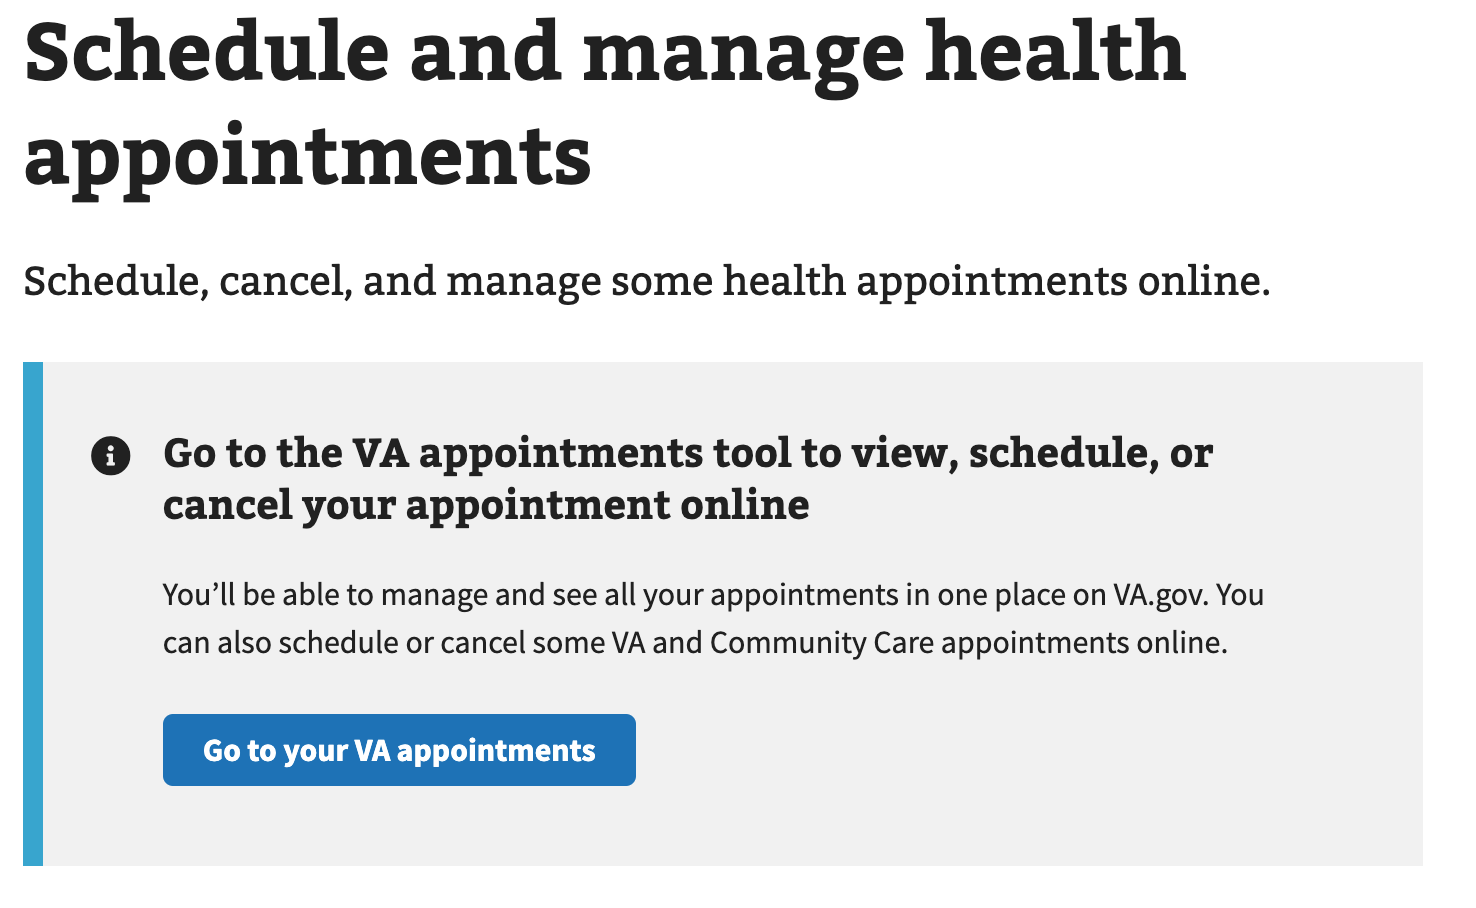 Schedule and manage health
appointments
Schedule, cancel, and manage some health appointments online.
Go to the VA appointments tool to view, schedule, or
cancel your appointment online
You’ll be able to manage and see all your appointments in one place on VA.gov. You
can also schedule or cancel some VA and Community Care appointments online.
Go to your VA appointments